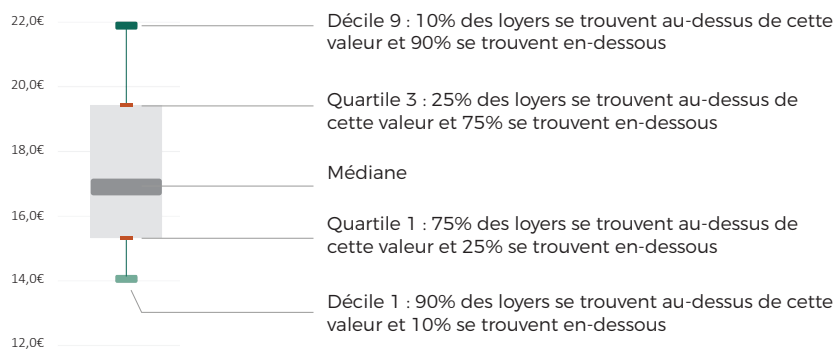 22,0€
Décile 9 : 10% des loyers se trouvent au-dessus de cette
valeur et 90% se trouvent en-dessous
20,0€
Quartile 3 : 25% des loyers se trouvent au-dessus de
cette valeur et 75% se trouvent en-dessous
18,0€
Médiane
16,0€
Quartile 1 : 75% des loyers se trouvent au-dessus de
cette valeur et 25% se trouvent en-dessous
14,0€
Décile 1 : 90% des loyers se trouvent au-dessus de cette
valeur et 10% se trouvent en-dessous
12,0€